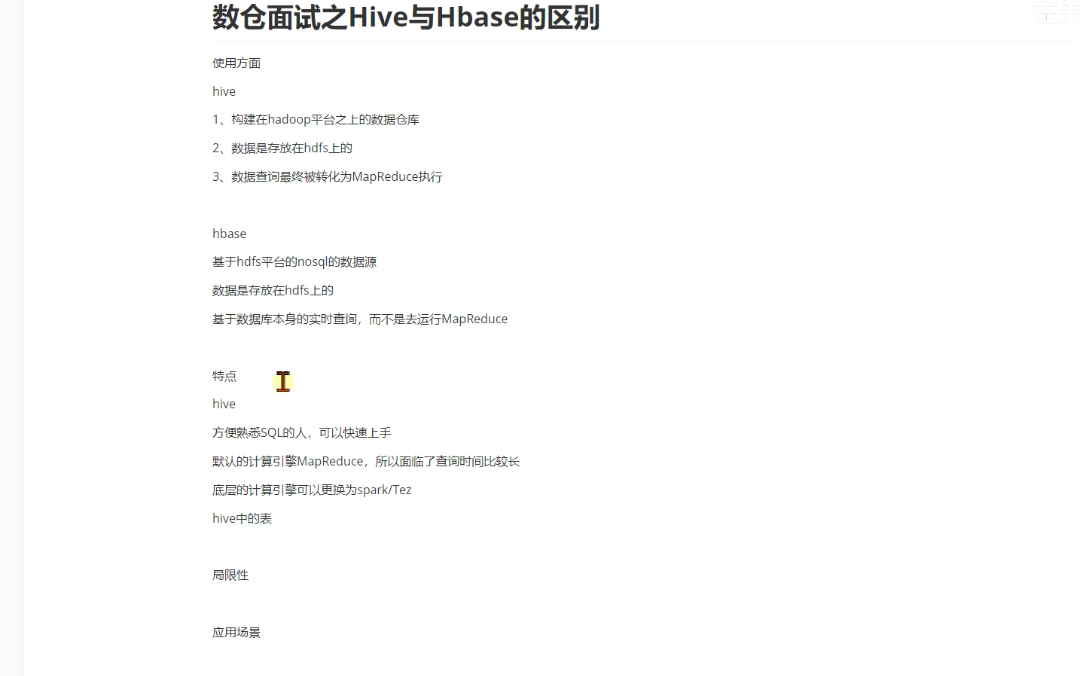 数仓面试之Hive与Hbase的区别
使用方面
hive
1、构建在hadoop平台之上的数据仓库
2、数据是存放在hdfs上的
3、数据查询最终被转化为MapReduce执行
hbase
基于hdfs平台的nosql的数据源
数据是存放在hdfs上的
基于数据库本身的实时查询，而不是去运行MapReduce
特点
hive
方便熟悉SQL的人，可以快速上手
默认的计算引擎MapReduce，所以面临了查询时间比较长
底层的计算引擎可以更换为spark/Tez
hive中的表
局限性
应用场景